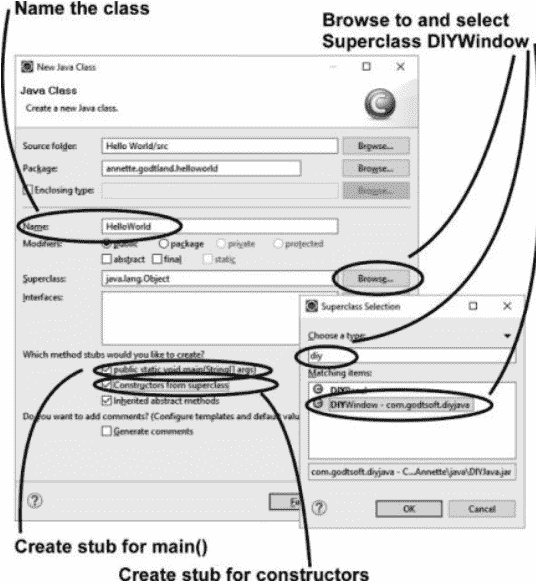 Name the class
Browse to and select
Superclass DIYWindow
New Java Class
Java Class
Create a new Java class.
Source folder: Hello World/src Browse...
Package: annette.godtland.helloworld Browse...
Enclosing type: Browse...
Name: HelloWorld
Modifiers: public package private protected
abstract final static
Superclass: java.lang.Object Browse...
Interfaces:
Superclass Selection
Choose a type:
diy
Matching items:
DIYWindow - com.godtsoft.diyjava
com.godtsoft.diyjava - C...Annette\java\DIYJava.jar
OK Cancel
Which method stubs would you like to create?
public static void main(String[] args)
Constructors from superclass
Inherited abstract methods
Do you want to add comments? (Configure templates and default valu
Generate comments
Create stub for main()
Create stub for constructors